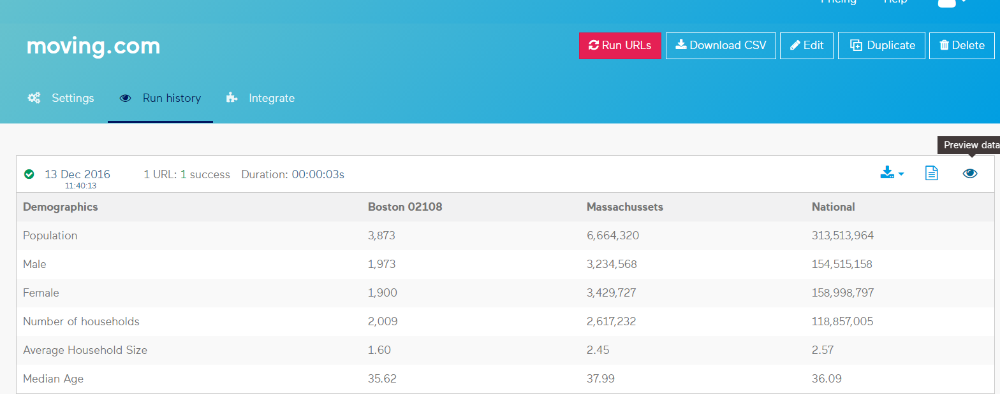 Pricing Help
moving.com
Run URLs Download CSV Edit Duplicate Delete
Settings Run history Integrate
Preview data
13 Dec 2016 1 URL: 1 success Duration: 00:00:03s
11:40:13
Demographics Boston 02108 Massachussets National
Population 3,873 6,664,320 313,513,964
Male 1,973 3,234,568 154,515,158
Female 1,900 3,429,727 158,998,797
Number of households 2,009 2,617,232 118,857,005
Average Household Size 1.60 2.45 2.57
Median Age 35.62 37.99 36.09